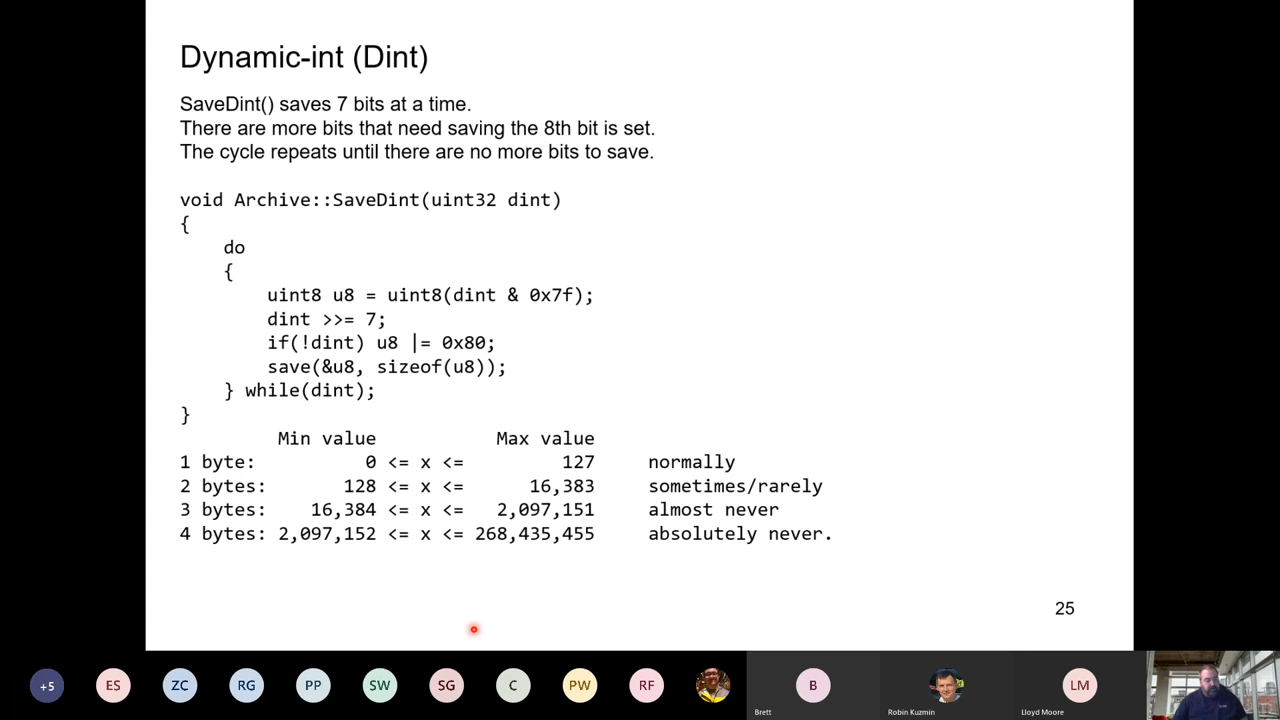 Dynamic-int (Dint)
SaveDint() saves 7 bits at a time.
There are more bits that need saving the 8th bit is set.
The cycle repeats until there are no more bits to save.
void Archive::SaveDint(uint32 dint)
{
    do
    {
        uint8 u8 = uint8(dint & 0x7f);
        dint >>= 7;
        if(!dint) u8 |= 0x80;
        save(&u8, sizeof(u8));
    } while(dint);
}
Min value Max value
1 byte: 0 <= x <= 127 normally
2 bytes: 128 <= x <= 16,383 sometimes/rarely
3 bytes: 16,384 <= x <= 2,097,151 almost never
4 bytes: 2,097,152 <= x <= 268,435,455 absolutely never.
25
+5 ES ZC RG PP SW SG C PW RF B LM
Brett Robin Kuzmin Lloyd Moore